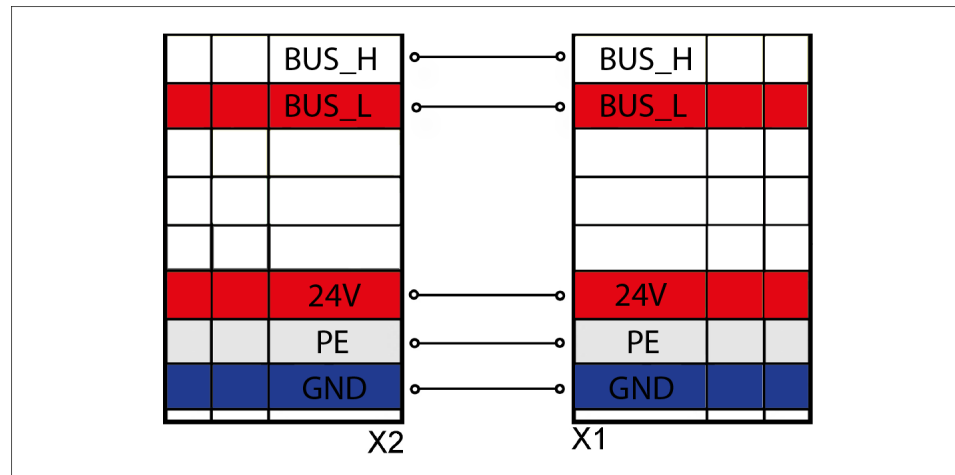 BUS_H BUS_H
BUS_L BUS_L
24V 24V
PE PE
GND GND
X2 X1